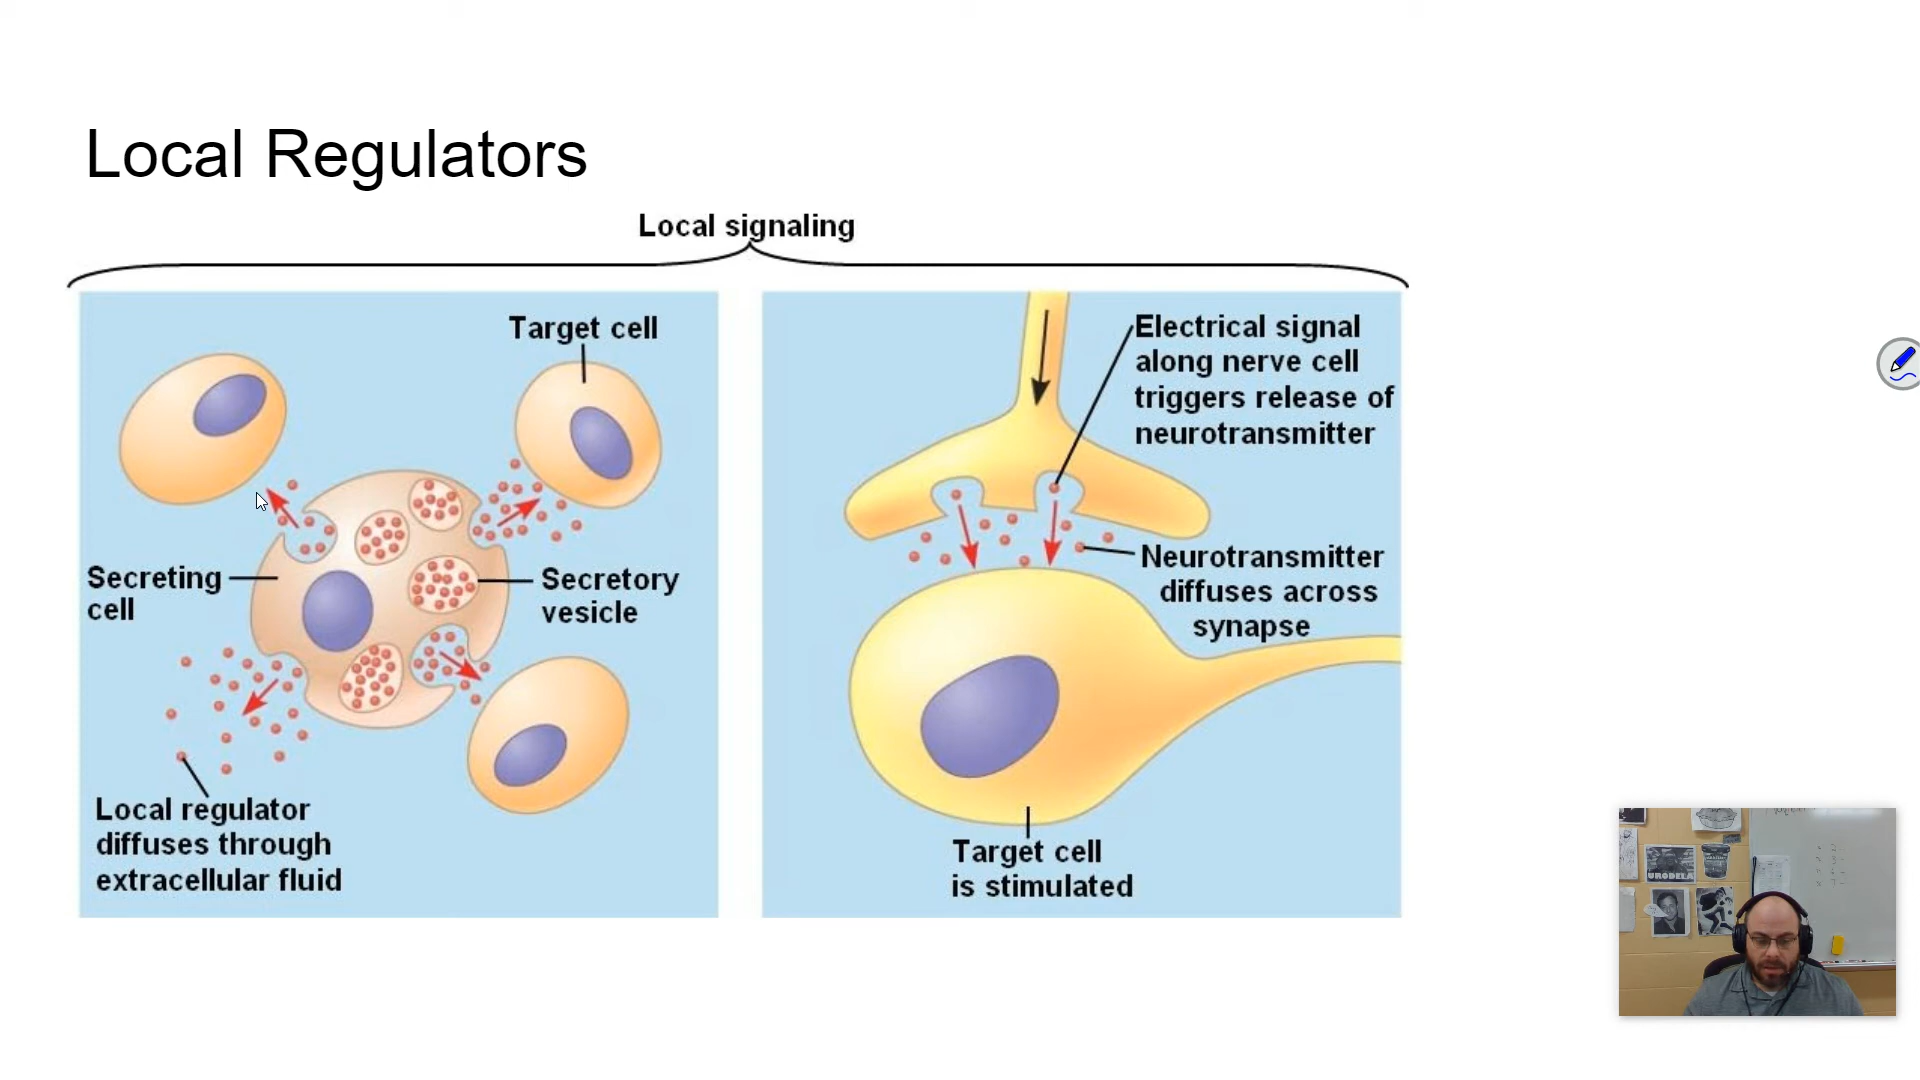 Local Regulators
Local signaling
Target cell
Secreting
cell
Secretory
vesicle
Local regulator
diffuses through
extracellular fluid
Electrical signal
along nerve cell
triggers release of
neurotransmitter
Neurotransmitter
diffuses across
synapse
Target cell
is stimulated
URODELA